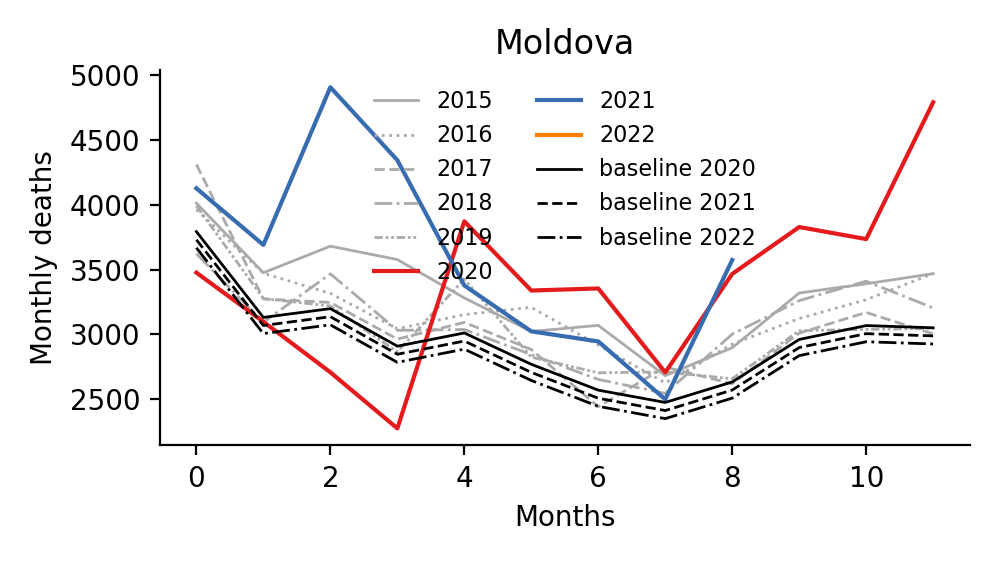 Moldova
Monthly deaths
5000
4500
4000
3500
3000
2500
2015
2016
2017
2018
2019
2020
2021
2022
baseline 2020
baseline 2021
baseline 2022
0 2 4 6 8 10
Months